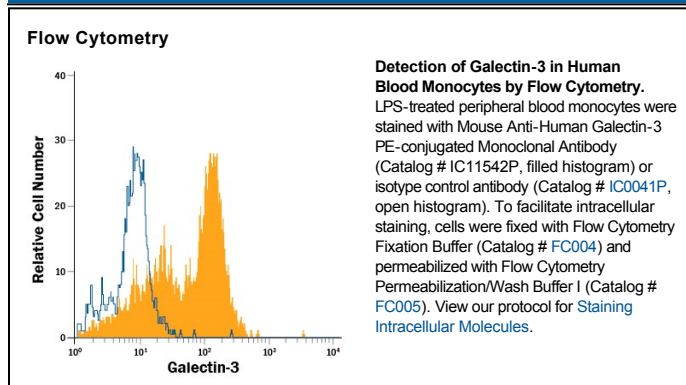 Flow Cytometry
Detection of Galectin-3 in Human
Blood Monocytes by Flow Cytometry.
LPS-treated peripheral blood monocytes were
stained with Mouse Anti-Human Galectin-3
PE-conjugated Monoclonal Antibody
(Catalog # IC11542P, filled histogram) or
isotype control antibody (Catalog # IC0041P,
open histogram). To facilitate intracellular
staining, cells were fixed with Flow Cytometry
Fixation Buffer (Catalog # FC004) and
permeabilized with Flow Cytometry
Permeabilization/Wash Buffer I (Catalog #
FC005). View our protocol for Staining
Intracellular Molecules.
Relative Cell Number
40
30
20
10
0
10⁰ 10¹ 10² 10³ 10⁴
Galectin-3